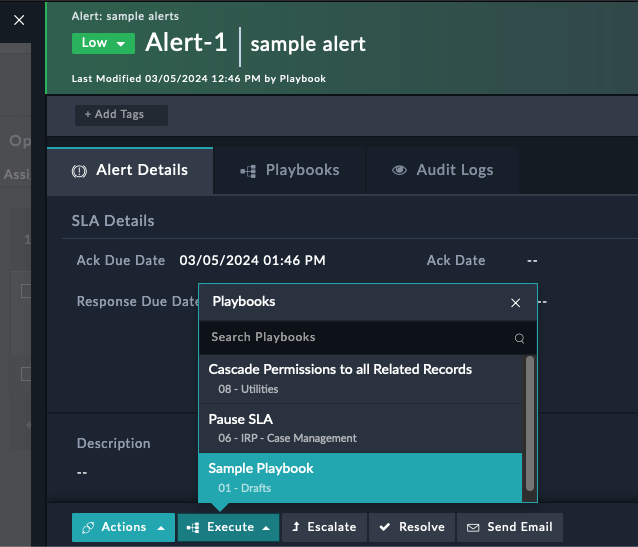 Alert: sample alerts
Low
Alert-1
sample alert
Last Modified 03/05/2024 12:46 PM by Playbook
+ Add Tags
Op
Assi
Alert Details
Playbooks
Audit Logs
SLA Details
Ack Due Date 03/05/2024 01:46 PM
Ack Date --
Response Due Date
--
Playbooks
Search Playbooks
Cascade Permissions to all Related Records
08 - Utilities
Pause SLA
06 - IRP - Case Management
Sample Playbook
01 - Drafts
Description
--
Actions
Execute
Escalate
Resolve
Send Email